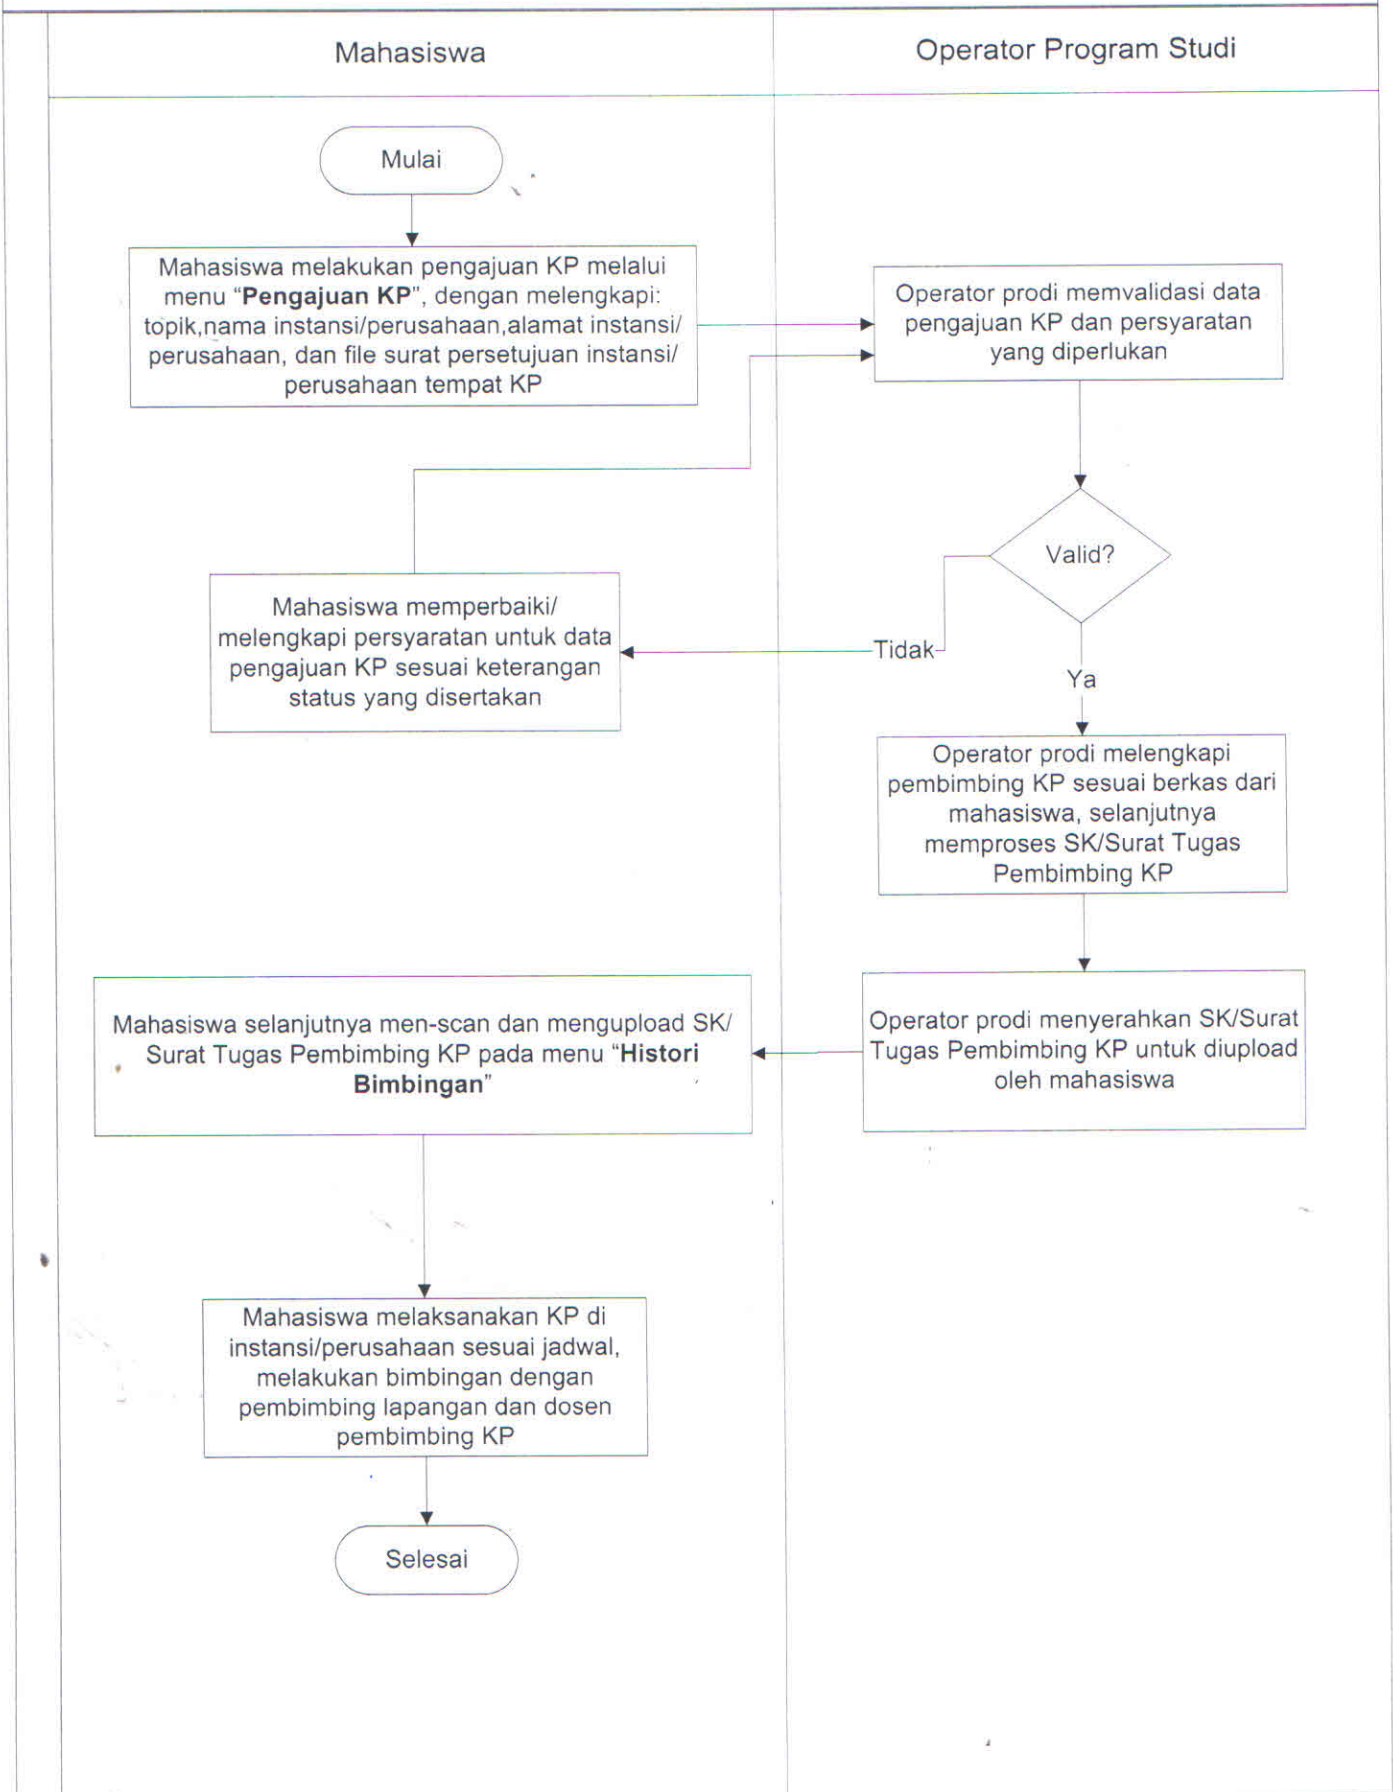 Mahasiswa
Operator Program Studi
Mulai
Mahasiswa melakukan pengajuan KP melalui
menu “Pengajuan KP”, dengan melengkapi:
topik,nama instansi/perusahaan,alamat instansi/
perusahaan, dan file surat persetujuan instansi/
perusahaan tempat KP
Operator prodi memvalidasi data
pengajuan KP dan persyaratan
yang diperlukan
Valid?
Tidak
Mahasiswa memperbaiki/
melengkapi persyaratan untuk data
pengajuan KP sesuai keterangan
status yang disertakan
Ya
Operator prodi melengkapi
pembimbing KP sesuai berkas dari
mahasiswa, selanjutnya
memproses SK/Surat Tugas
Pembimbing KP
Operator prodi menyerahkan SK/Surat
Tugas Pembimbing KP untuk diupload
oleh mahasiswa
Mahasiswa selanjutnya men-scan dan mengupload SK/
Surat Tugas Pembimbing KP pada menu “Histori
Bimbingan”
Mahasiswa melaksanakan KP di
instansi/perusahaan sesuai jadwal,
melakukan bimbingan dengan
pembimbing lapangan dan dosen
pembimbing KP
Selesai